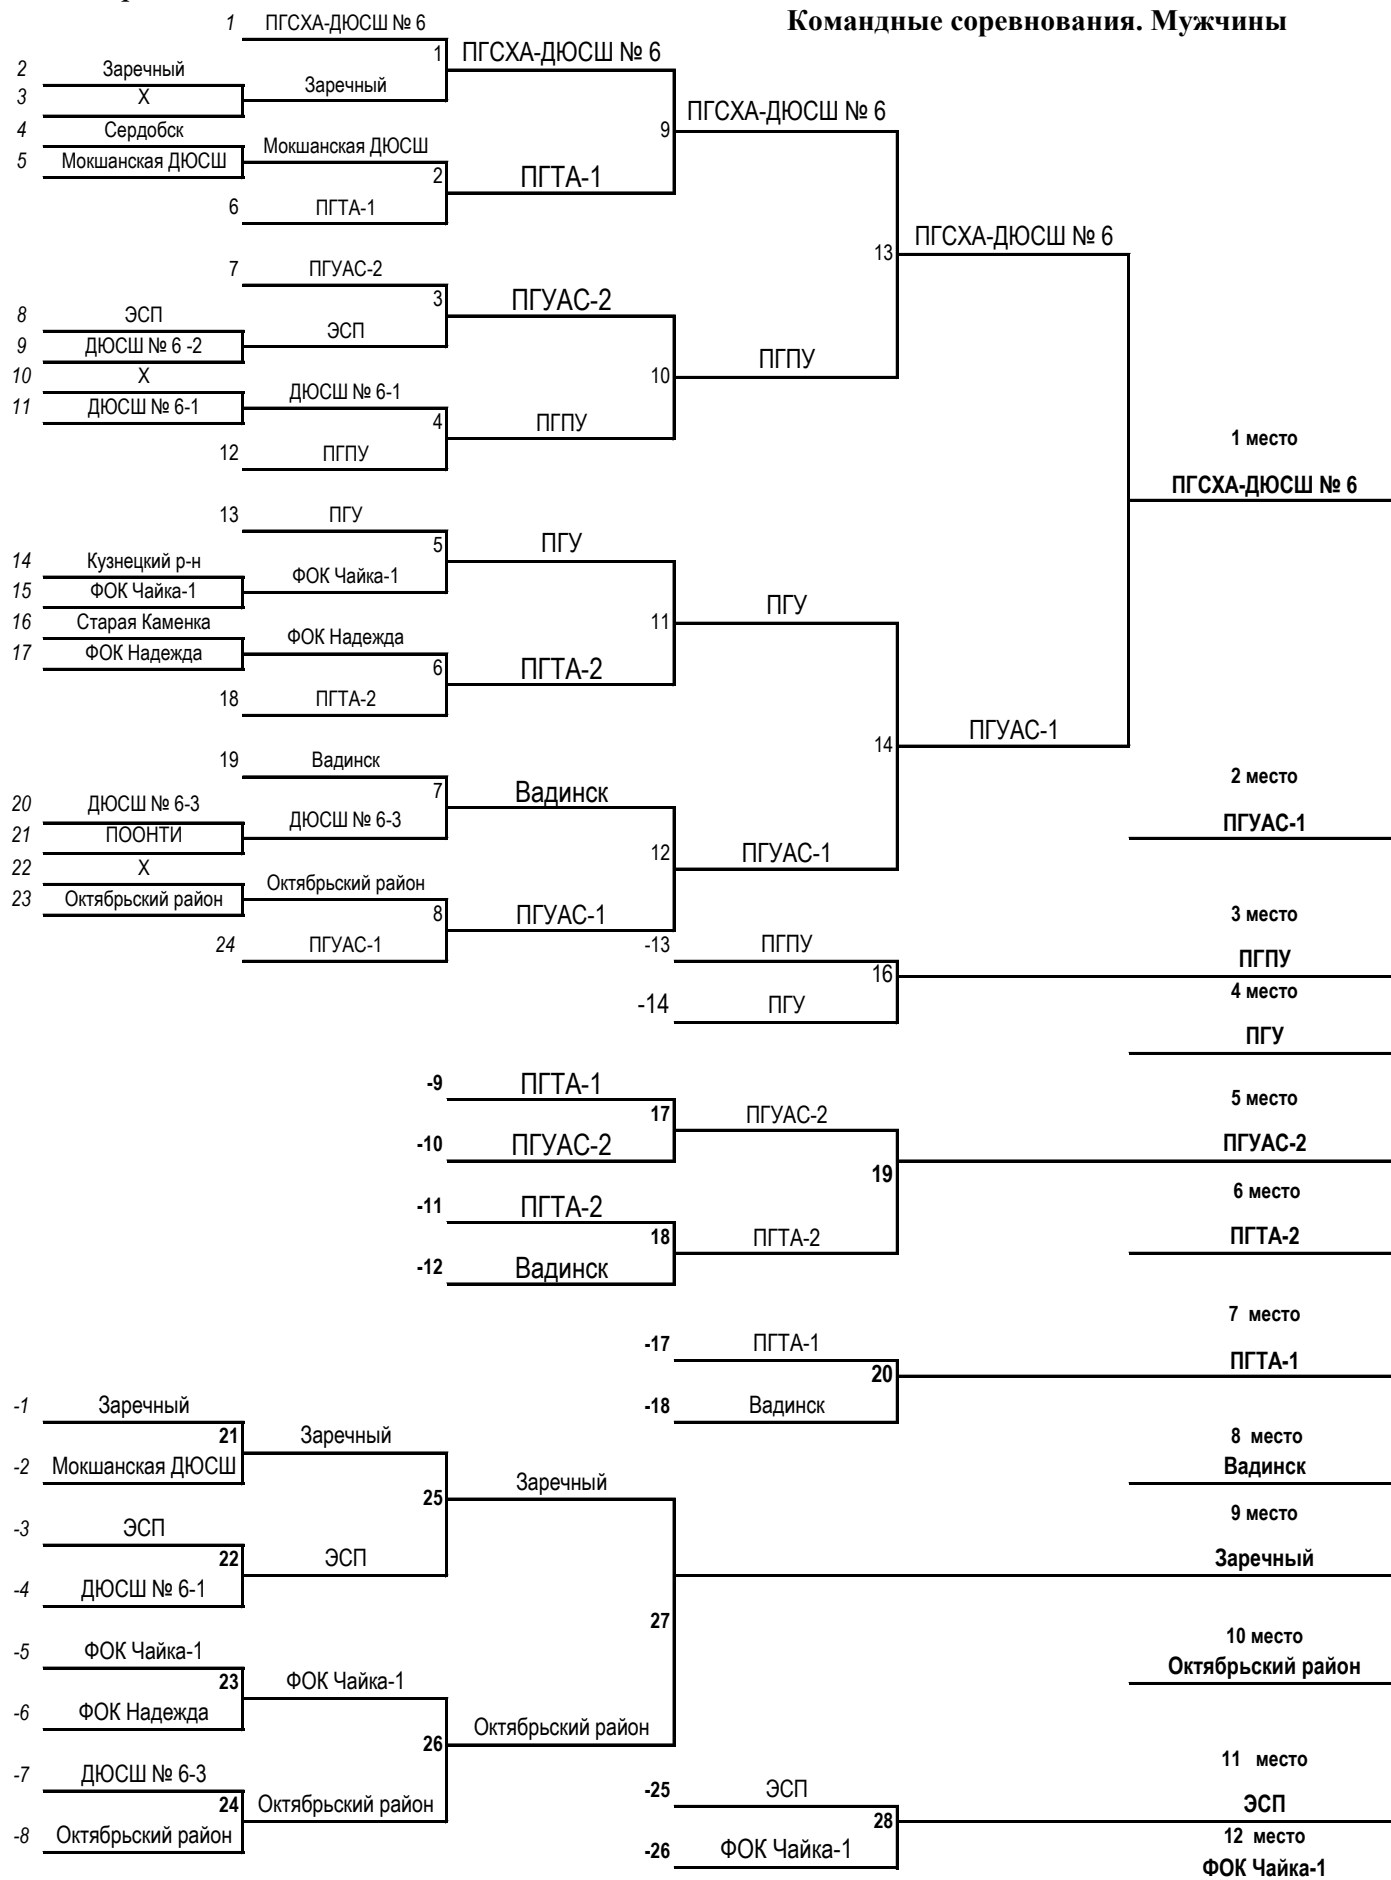 Командные соревнования. Мужчины
1 ПГСХА-ДЮСШ № 6
1 ПГСХА-ДЮСШ № 6
2 Заречный
Заречный
3 Х
ПГСХА-ДЮСШ № 6
9
4 Сердобск
Мокшанская ДЮСШ
5 Мокшанская ДЮСШ
2 ПГТА-1
6 ПГТА-1
ПГСХА-ДЮСШ № 6
13
7 ПГУАС-2
3 ПГУАС-2
8 ЭСП
ЭСП
9 ДЮСШ № 6 -2
ПГПУ
10 Х
10
ДЮСШ № 6-1
11 ДЮСШ № 6-1
4 ПГПУ
12 ПГПУ
1 место
ПГСХА-ДЮСШ № 6
13 ПГУ
5 ПГУ
14 Кузнецкий р-н
ФОК Чайка-1
15 ФОК Чайка-1
ПГУ
16 Старая Каменка
11
ФОК Надежда
17 ФОК Надежда
6 ПГТА-2
18 ПГТА-2
ПГУАС-1
14
19 Вадинск
2 место
7 Вадинск
20 ДЮСШ № 6-3
ДЮСШ № 6-3
ПГУАС-1
21 ПООНТИ
12 ПГУАС-1
22 Х
Октябрьский район
23 Октябрьский район
8 ПГУАС-1
3 место
24 ПГУАС-1
-13 ПГПУ
ПГПУ
16
4 место
-14 ПГУ
ПГУ
-9 ПГТА-1
5 место
17 ПГУАС-2
-10 ПГУАС-2
ПГУАС-2
19
6 место
-11 ПГТА-2
18 ПГТА-2
ПГТА-2
-12 Вадинск
7 место
-17 ПГТА-1
ПГТА-1
20
-1 Заречный
-18 Вадинск
21 Заречный
8 место
-2 Мокшанская ДЮСШ
Вадинск
Заречный
25
9 место
-3 ЭСП
22 ЭСП
Заречный
-4 ДЮСШ № 6-1
27
10 место
-5 ФОК Чайка-1
Октябрьский район
23 ФОК Чайка-1
-6 ФОК Надежда
Октябрьский район
26
11 место
-7 ДЮСШ № 6-3
-25 ЭСП
24 Октябрьский район
ЭСП
28
-8 Октябрьский район
12 место
-26 ФОК Чайка-1
ФОК Чайка-1